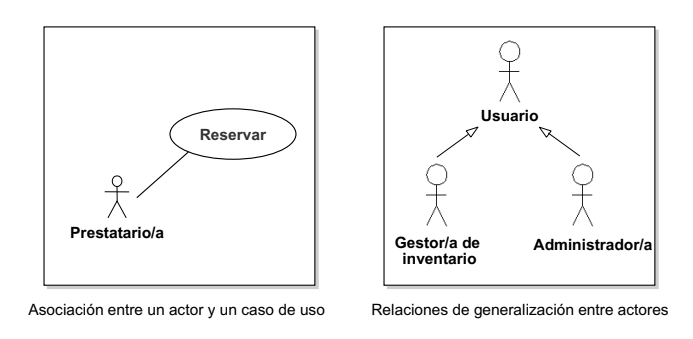 Reservar
Prestatario/a
Asociación entre un actor y un caso de uso
Usuario
Gestor/a de
inventario
Administrador/a
Relaciones de generalización entre actores